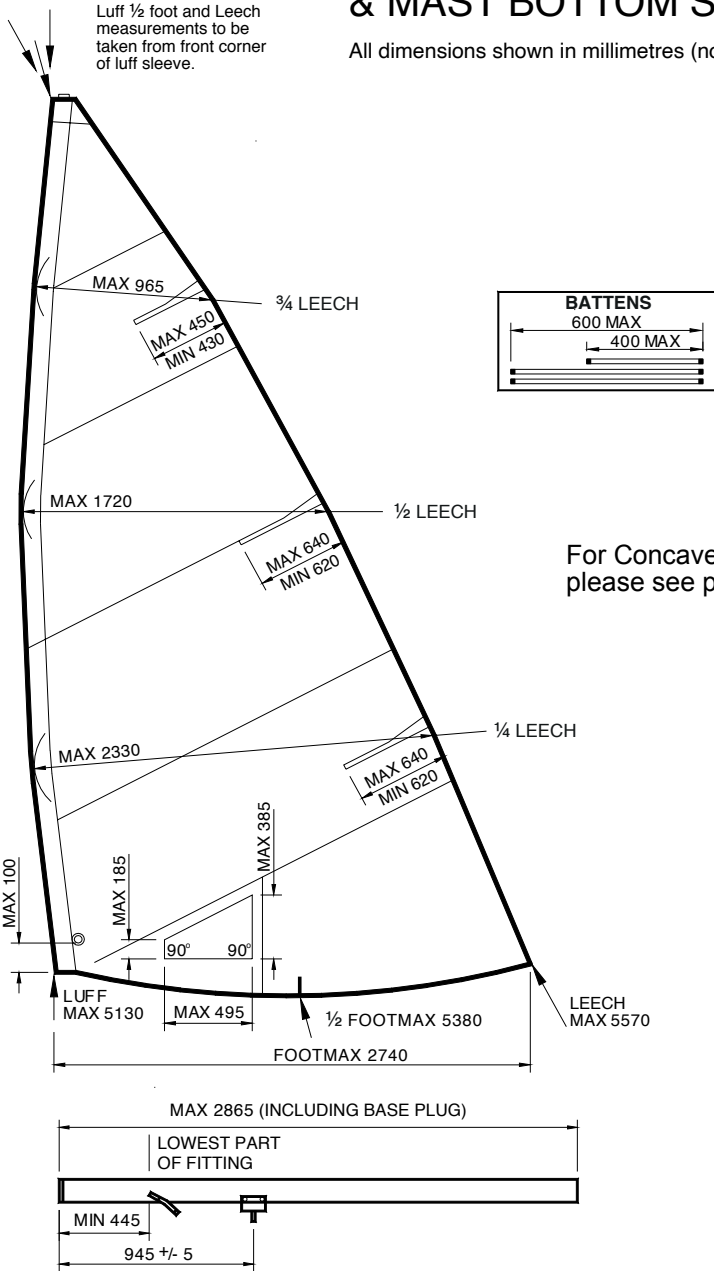 Luff ½ foot and Leech
measurements to be
taken from front corner
of luff sleeve.
& MAST BOTTOM S
All dimensions shown in millimetres (no
MAX 965
¾ LEECH
MAX 450
MIN 430
BATTENS
600 MAX
400 MAX
MAX 1720
½ LEECH
MAX 640
MIN 620
For Concave
please see p
MAX 2330
¼ LEECH
MAX 640
MIN 620
MAX 385
MAX 185
MAX 100
90°
90°
LUFF
MAX 5130
MAX 495
½ FOOTMAX 5380
LEECH
MAX 5570
FOOTMAX 2740
MAX 2865 (INCLUDING BASE PLUG)
LOWEST PART
OF FITTING
MIN 445
945 +/- 5